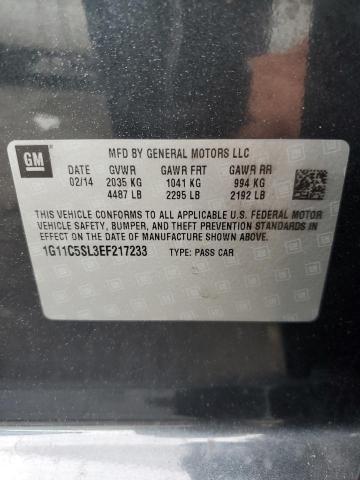 GM
MFD BY GENERAL MOTORS LLC
DATE GVWR GAWR FRT GAWR RR
02/14 2035 KG 1041 KG 994 KG
4487 LB 2295 LB 2192 LB
THIS VEHICLE CONFORMS TO ALL APPLICABLE U.S. FEDERAL MOTOR
VEHICLE SAFETY, BUMPER, AND THEFT PREVENTION STANDARDS
IN EFFECT ON THE DATE OF MANUFACTURE SHOWN ABOVE.
1G11C5SL3EF217233 TYPE: PASS CAR